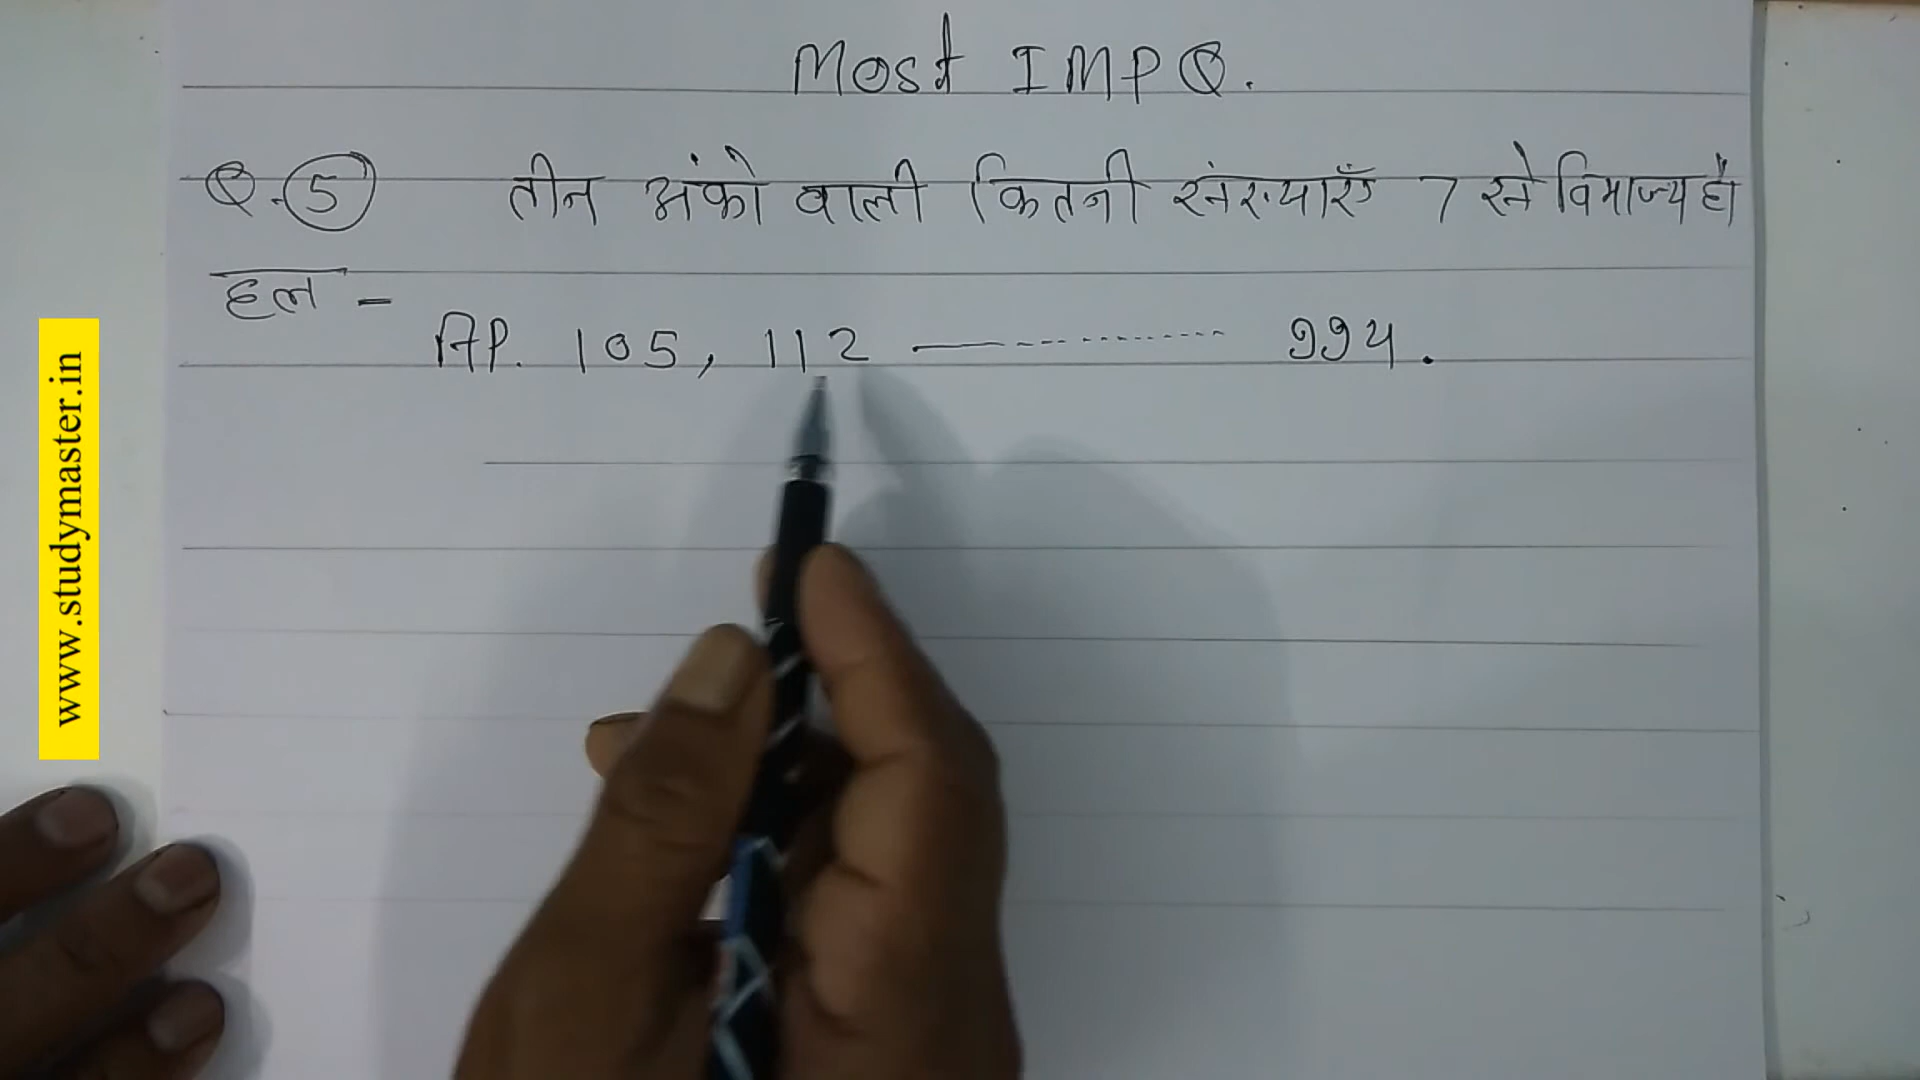 Most IMP Q.
Q.5 तीन अंको वाली कितनी संख्याएँ 7 से विभाज्य है
हल -
AP. 105, 112 ———--------- 994.
www.studymaster.in